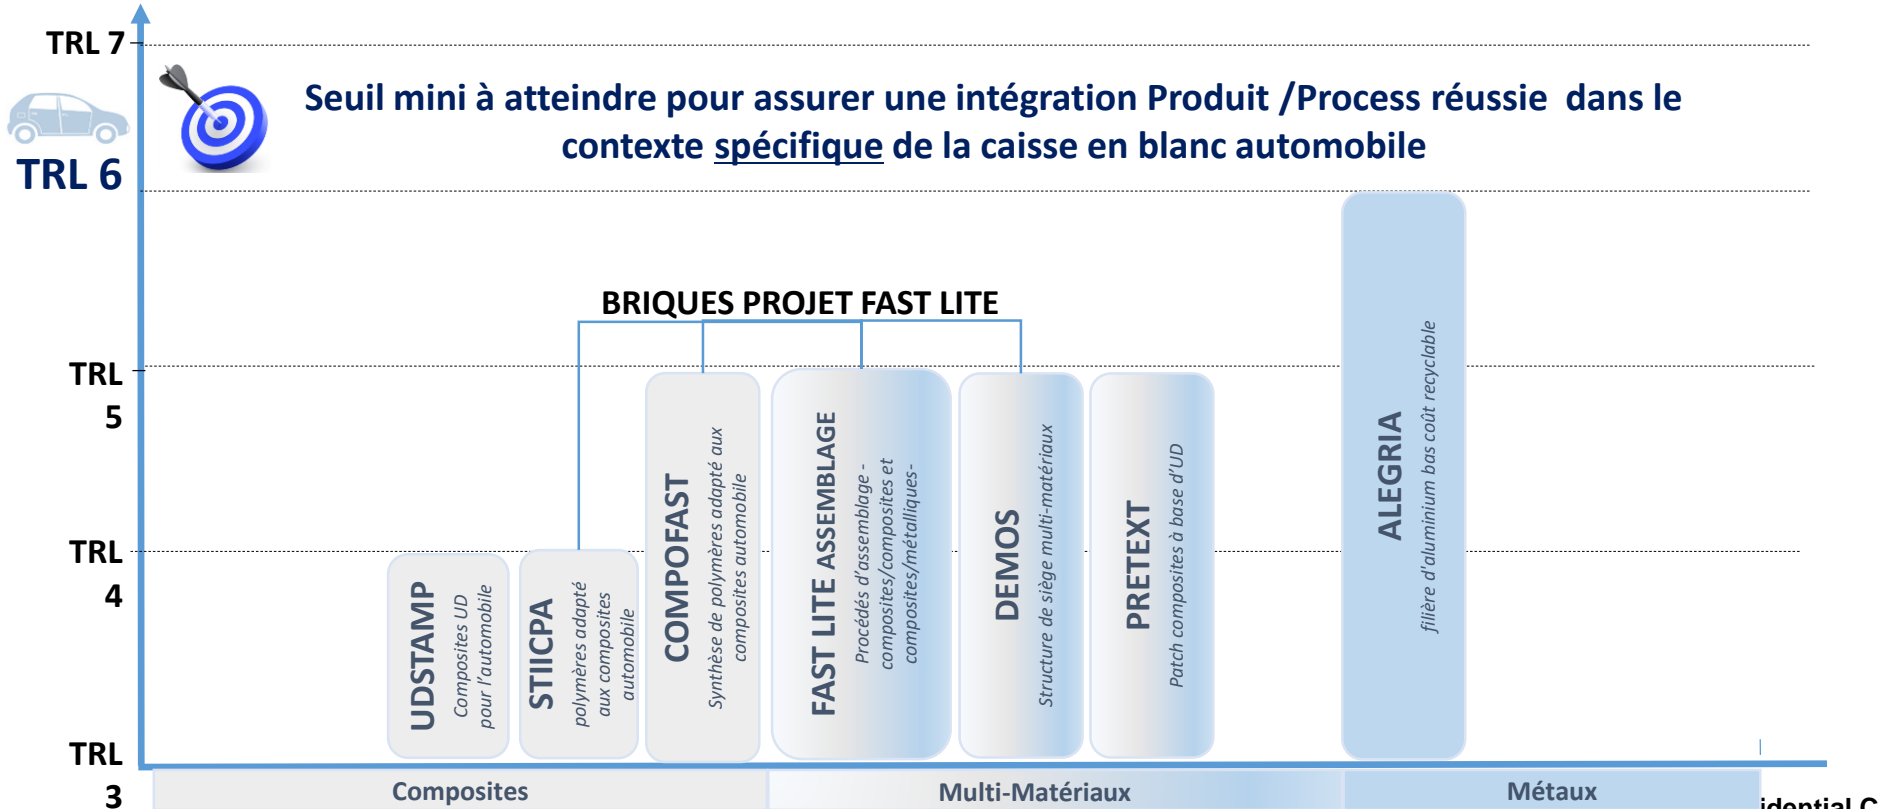 TRL 7
Seuil mini à atteindre pour assurer une intégration Produit /Process réussie dans le
contexte spécifique de la caisse en blanc automobile
TRL 6
BRIQUES PROJET FAST LITE
TRL
5
TRL
4
TRL
3
UDSTAMP
Composites UD
pour l'automobile
STIICPA
polymères adapté
aux composites
automobile
COMPOFAST
Synthèse de polymères adapté aux
composites automobile
FAST LITE ASSEMBLAGE
Procédés d'assemblage -
composites/composites et
composites/métalliques-
DEMOS
Structure de siège multi-matériaux
PRETEXT
Patch composites à base d'UD
ALEGRIA
filière d'aluminium bas coût recyclable
Composites
Multi-Matériaux
Métaux
idential C